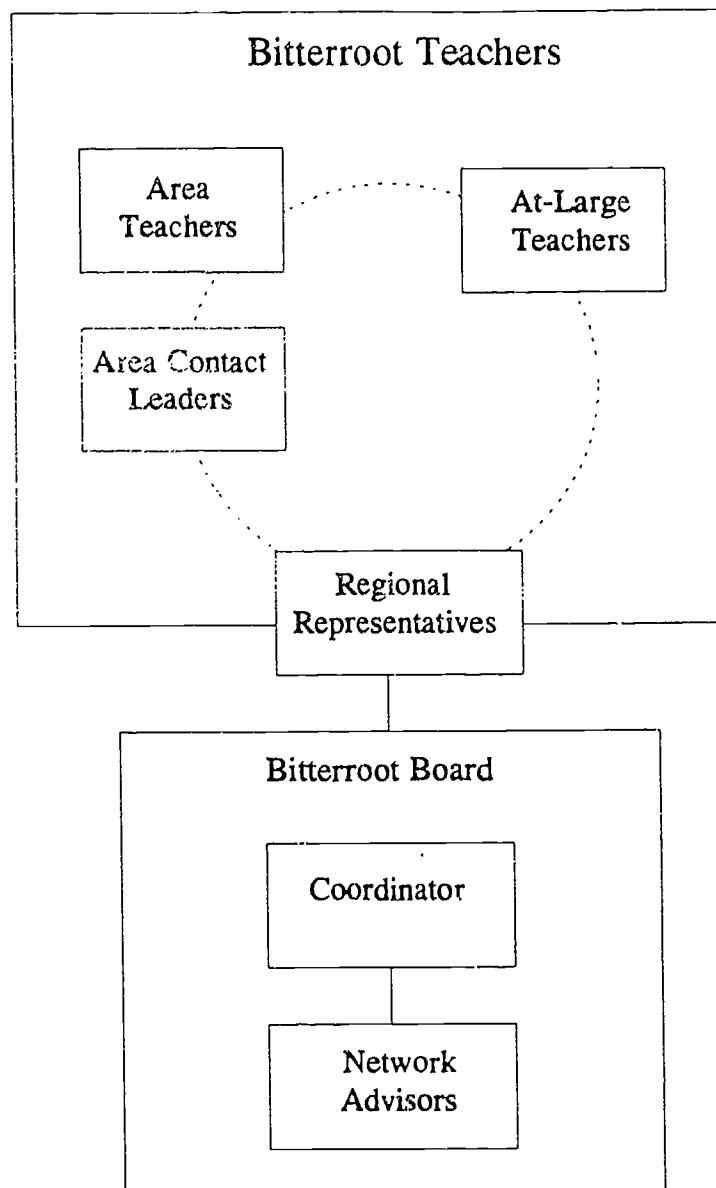 Bitterroot Teachers
Area
Teachers
At-Large
Teachers
Area Contact
Leaders
Regional
Representatives
Bitterroot Board
Coordinator
Network
Advisors